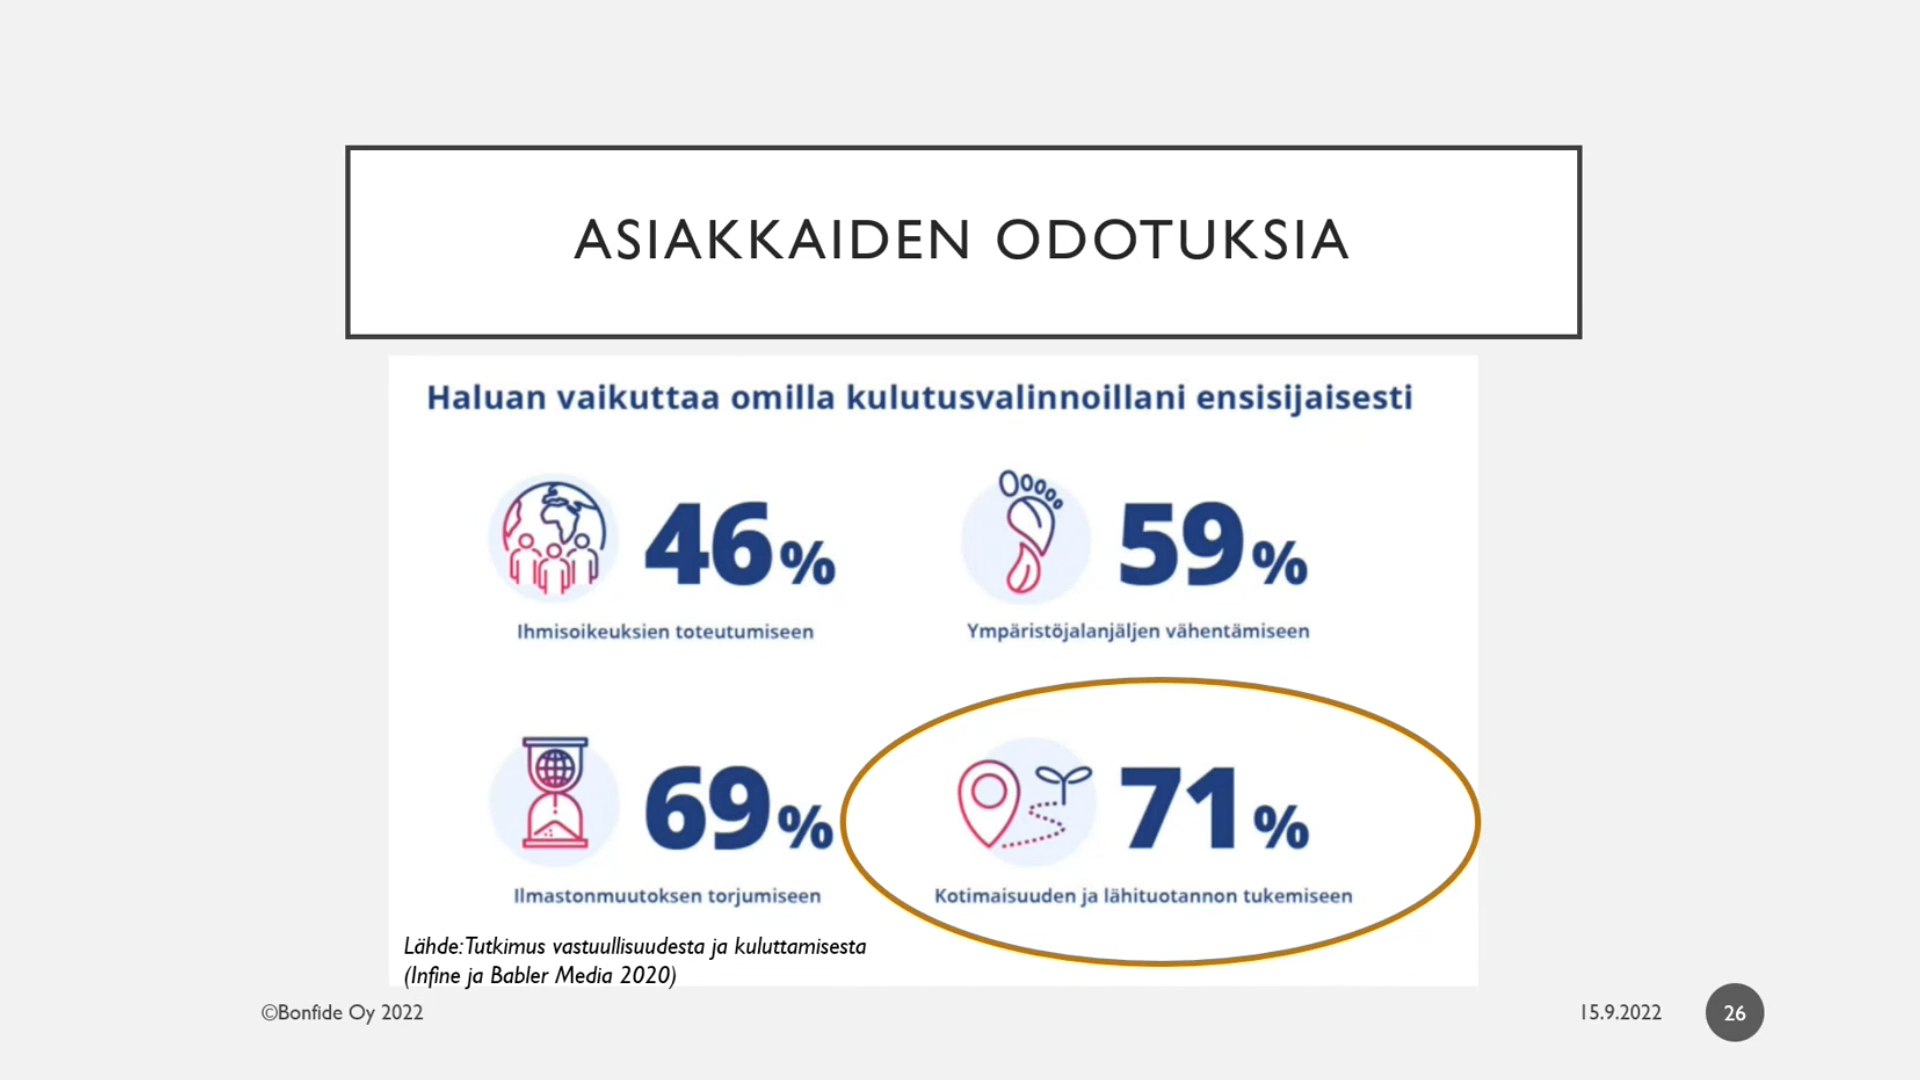 ASIAKKAIDEN ODOTUKSIA
Haluan vaikuttaa omilla kulutusvalinnoillani ensisijaisesti
46%
Ihmisoikeuksien toteutumiseen
59%
Ympäristöjalanjäljen vähentämiseen
69%
Ilmastonmuutoksen torjumiseen
71%
Kotimaisuuden ja lähituotannon tukemiseen
Lähde:Tutkimus vastuullisuudesta ja kuluttamisesta
(Infine ja Babler Media 2020)
©Bonfide Oy 2022
15.9.2022
26